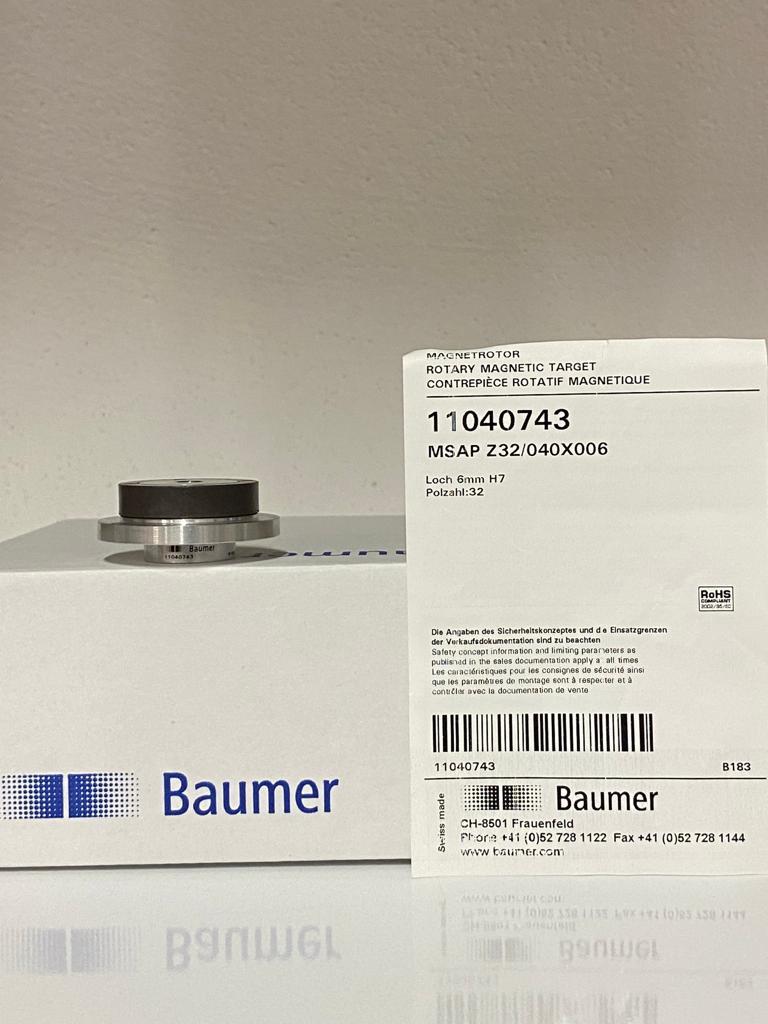 MAGNETROTOR
ROTARY MAGNETIC TARGET
CONTREPIÈCE ROTATIF MAGNETIQUE
11040743
MSAP Z32/040X006
Loch 6mm H7
Polzahl:32
RoHS
COMPLIANT
2002/95/EC
Die Angaben des Sicherheitskonzeptes und die Einsatzgrenzen
der Verkaufsdokumentation sind zu beachten
Safety concept information and limiting parameters as
published in the sales documentation apply at all times
Les caractéristiques pour les consignes de sécurité ainsi
que les paramètres de montage sont à respecter et à
contrôler avec la documentation de vente
11040743 B183
Swiss made
Baumer
CH-8501 Frauenfeld
Phone +41 (0)52 728 1122 Fax +41 (0)52 728 1144
www.baumer.com
Baumer
11040743
Baumer
Baumer